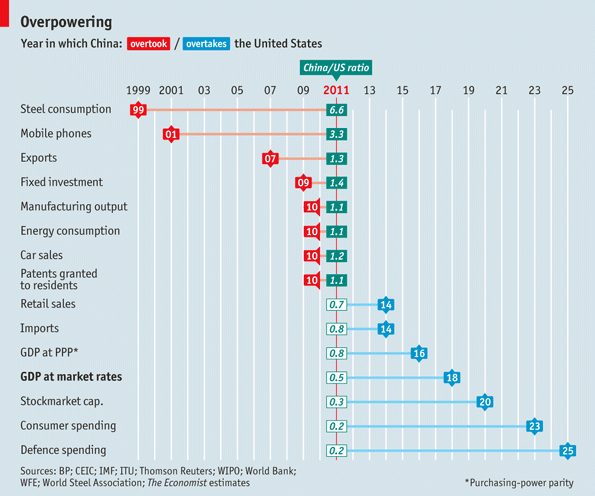 Overpowering
Year in which China: overtook / overtakes the United States
China/US ratio
1999 2001 03 05 07 09 2011 13 15 17 19 21 23 25
Steel consumption 99 6.6
Mobile phones 01 3.3
Exports 07 1.3
Fixed investment 09 1.4
Manufacturing output 10 1.1
Energy consumption 10 1.1
Car sales 10 1.2
Patents granted
to residents 10 1.1
Retail sales 0.7 14
Imports 0.8 14
GDP at PPP* 0.8 16
GDP at market rates 0.5 18
Stockmarket cap. 0.3 20
Consumer spending 0.2 23
Defence spending 0.2 25
Sources: BP; CEIC; IMF; ITU; Thomson Reuters; WIPO; World Bank;
WFE; World Steel Association; The Economist estimates *Purchasing-power parity